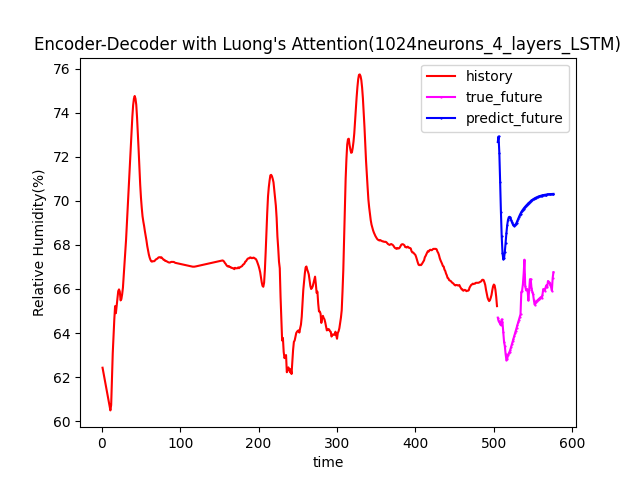 Encoder-Decoder with Luong's Attention(1024neurons_4_layers_LSTM)
history
true_future
predict_future
Relative Humidity(%)
76
74
72
70
68
66
64
62
60
0 100 200 300 400 500 600
time